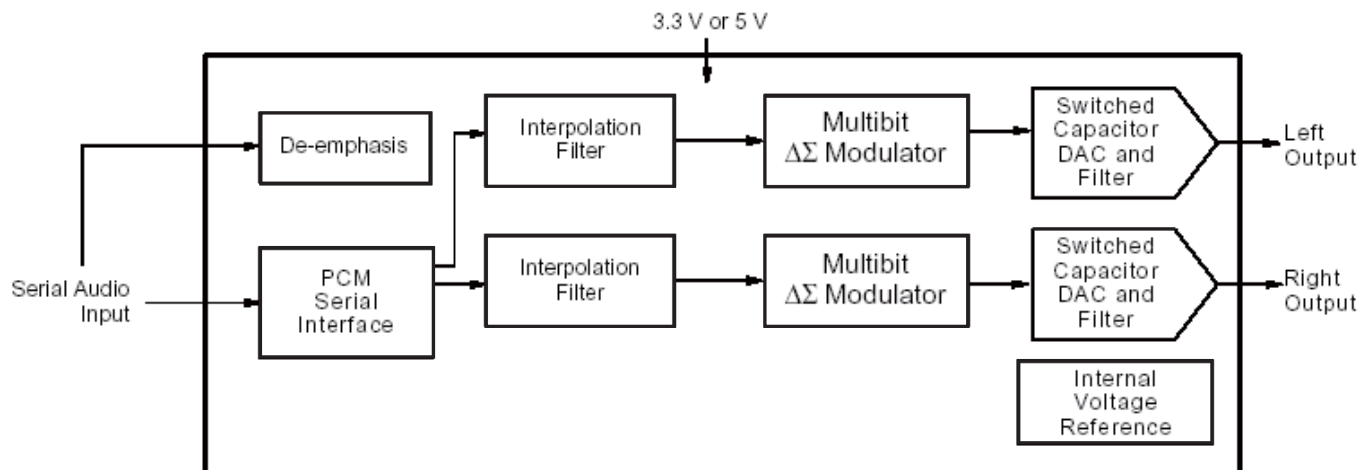 3.3 V or 5 V
De-emphasis
Interpolation
Filter
Multibit
ΔΣ Modulator
Switched
Capacitor
DAC and
Filter
Left
Output
Serial Audio
Input
PCM
Serial
Interface
Interpolation
Filter
Multibit
ΔΣ Modulator
Switched
Capacitor
DAC and
Filter
Right
Output
Internal
Voltage
Reference